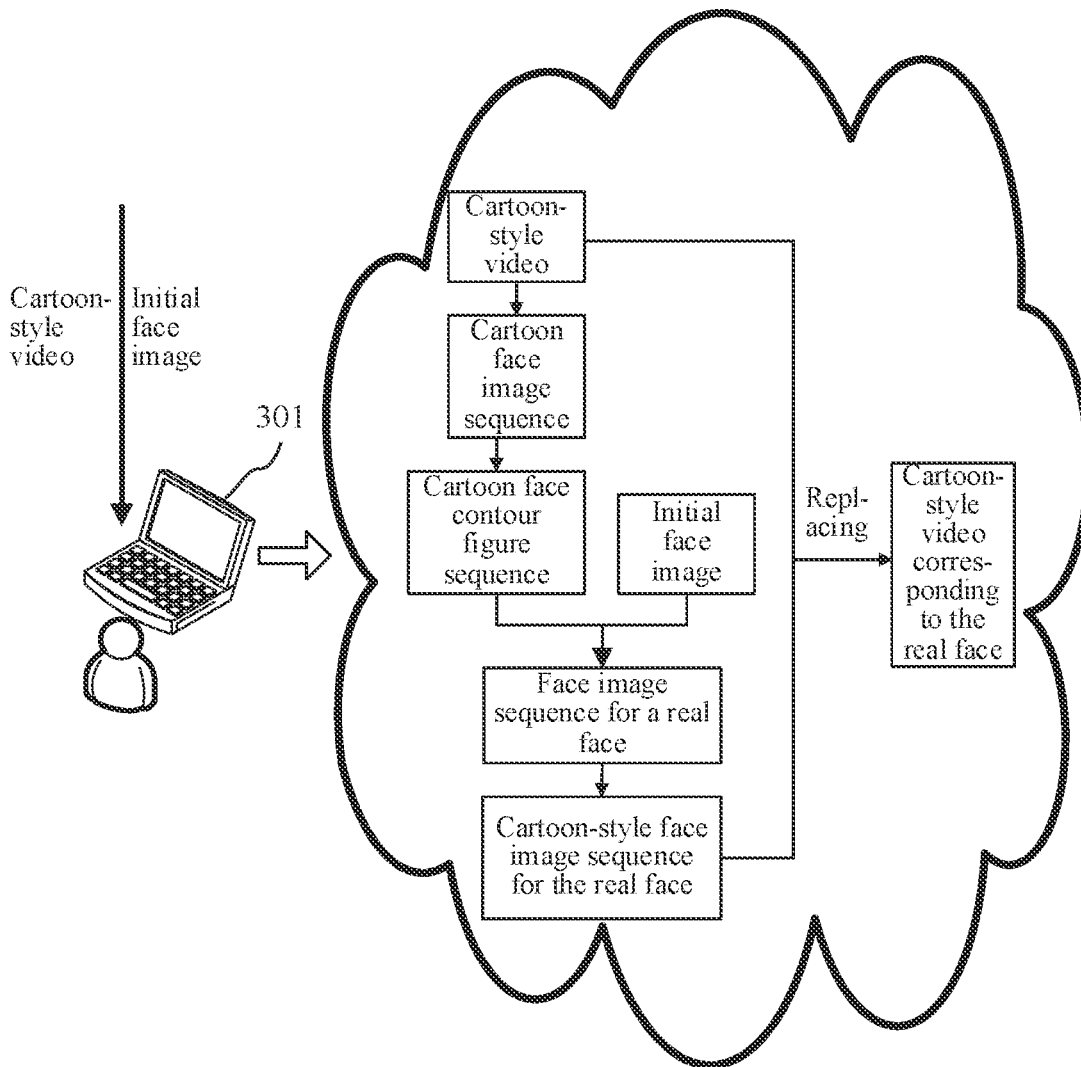 Cartoon-
style
video
Initial
face
image
301
Cartoon-
style
video
Cartoon
face
image
sequence
Cartoon face
contour
figure
sequence
Initial
face
image
Face image
sequence for a real
face
Cartoon-style face
image sequence
for the real face
Repl-
acing
Cartoon-
style
video
corres-
ponding
to the
real face